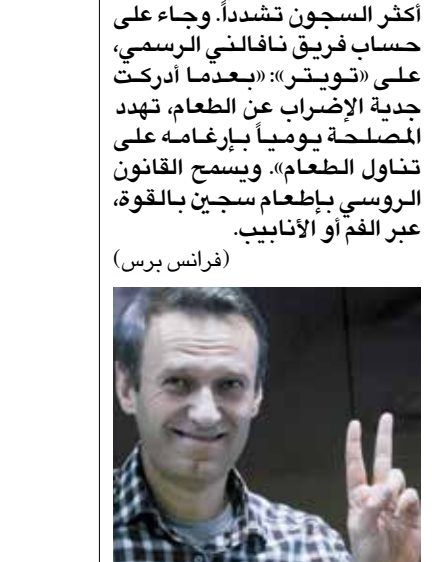 أكثر السجون تشدداً. وجاء على
حساب فريق نافالني الرسمي،
على «تويتر»: «بعدما أدركت
جدية الإضراب عن الطعام، تهدد
المصلحة يومياً بإرغامه على
تناول الطعام». ويسمح القانون
الروسي بإطعام سجين بالقوة،
عبر الفم أو الأنابيب.
(فرانس برس)